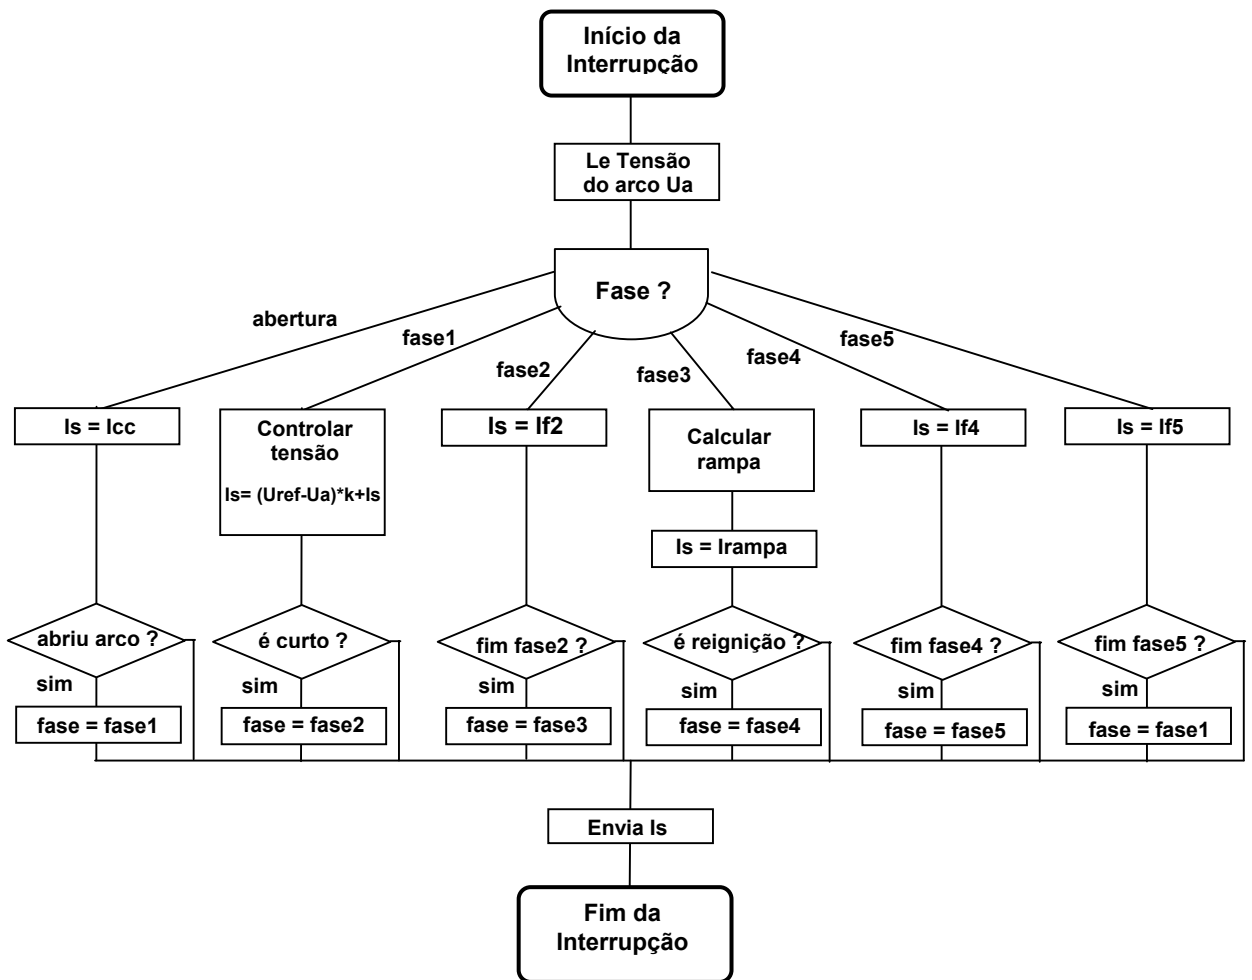 Início da
Interrupção
Le Tensão
do arco Ua
Fase ?
abertura
fase1
fase2
fase3
fase4
fase5
Is = Icc
Controlar
tensão
Is= (Uref-Ua)*k+Is
Is = If2
Calcular
rampa
Is = Irampa
Is = If4
Is = If5
abriu arco ?
é curto ?
fim fase2 ?
é reignição ?
fim fase4 ?
fim fase5 ?
sim
sim
sim
sim
sim
sim
fase = fase1
fase = fase2
fase = fase3
fase = fase4
fase = fase5
fase = fase1
Envia Is
Fim da
Interrupção